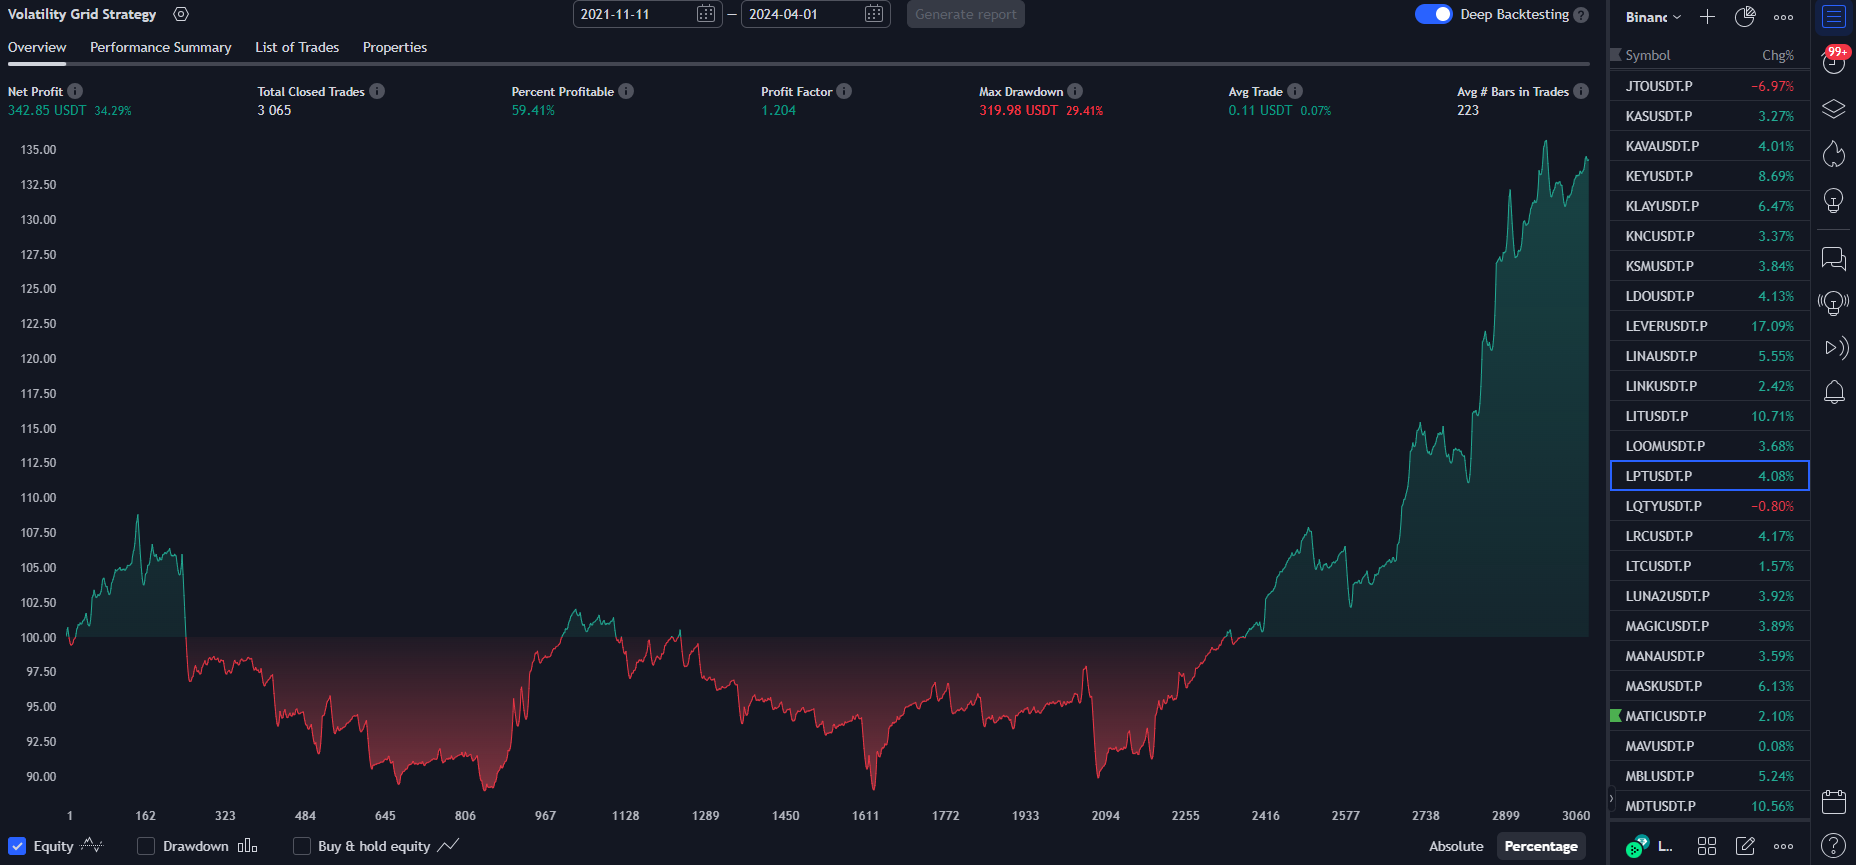 Volatility Grid Strategy
2021-11-11 — 2024-04-01 Generate report
Deep Backtesting ?
Overview Performance Summary List of Trades Properties
Net Profit Total Closed Trades Percent Profitable Profit Factor Max Drawdown Avg Trade Avg # Bars in Trades
342.85 USDT 34.29% 3 065 59.41% 1.204 319.98 USDT 29.41% 0.11 USDT 0.07% 223
135.00
132.50
130.00
127.50
125.00
122.50
120.00
117.50
115.00
112.50
110.00
107.50
105.00
102.50
100.00
97.50
95.00
92.50
90.00
1 162 323 484 645 806 967 1128 1289 1450 1611 1772 1933 2094 2255 2416 2577 2738 2899 3060
Equity Drawdown Buy & hold equity Absolute Percentage
Binanc
99+
Symbol Chg%
JTOUSDT.P −6.97%
KASUSDT.P 3.27%
KAVAUSDT.P 4.01%
KEYUSDT.P 8.69%
KLAYUSDT.P 6.47%
KNCUSDT.P 3.37%
KSMUSDT.P 3.84%
LDOUSDT.P 4.13%
LEVERUSDT.P 17.09%
LINAUSDT.P 5.55%
LINKUSDT.P 2.42%
LITUSDT.P 10.71%
LOOMUSDT.P 3.68%
LPTUSDT.P 4.08%
LQTYUSDT.P −0.80%
LRCUSDT.P 4.17%
LTCUSDT.P 1.57%
LUNA2USDT.P 3.92%
MAGICUSDT.P 3.89%
MANAUSDT.P 3.59%
MASKUSDT.P 6.13%
MATICUSDT.P 2.10%
MAVUSDT.P 0.08%
MBLUSDT.P 5.24%
MDTUSDT.P 10.56%
L...